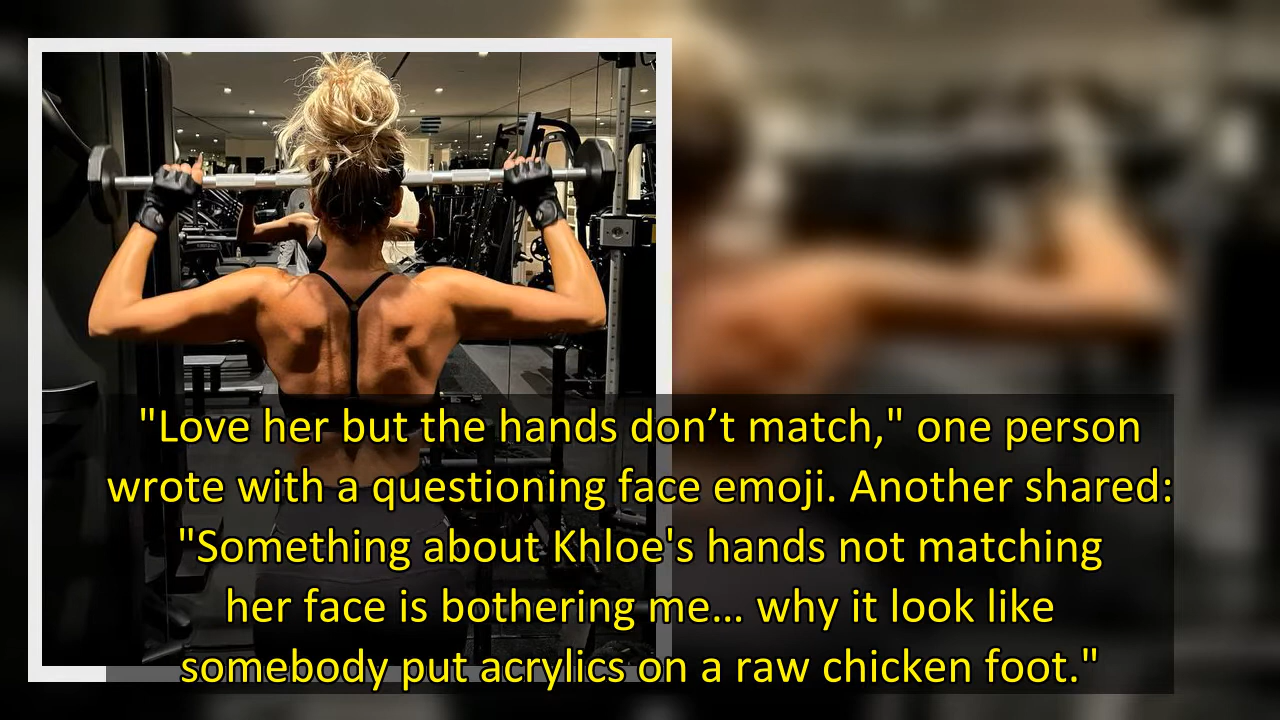 "Love her but the hands don’t match," one person
wrote with a questioning face emoji. Another shared:
"Something about Khloe's hands not matching
her face is bothering me... why it look like
somebody put acrylics on a raw chicken foot."